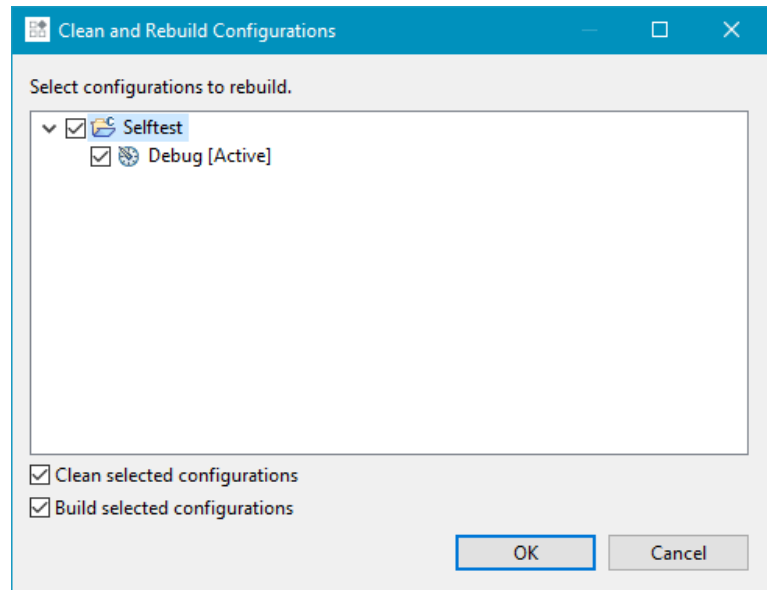 Clean and Rebuild Configurations
Select configurations to rebuild.
Selftest
Debug [Active]
Clean selected configurations
Build selected configurations
OK
Cancel